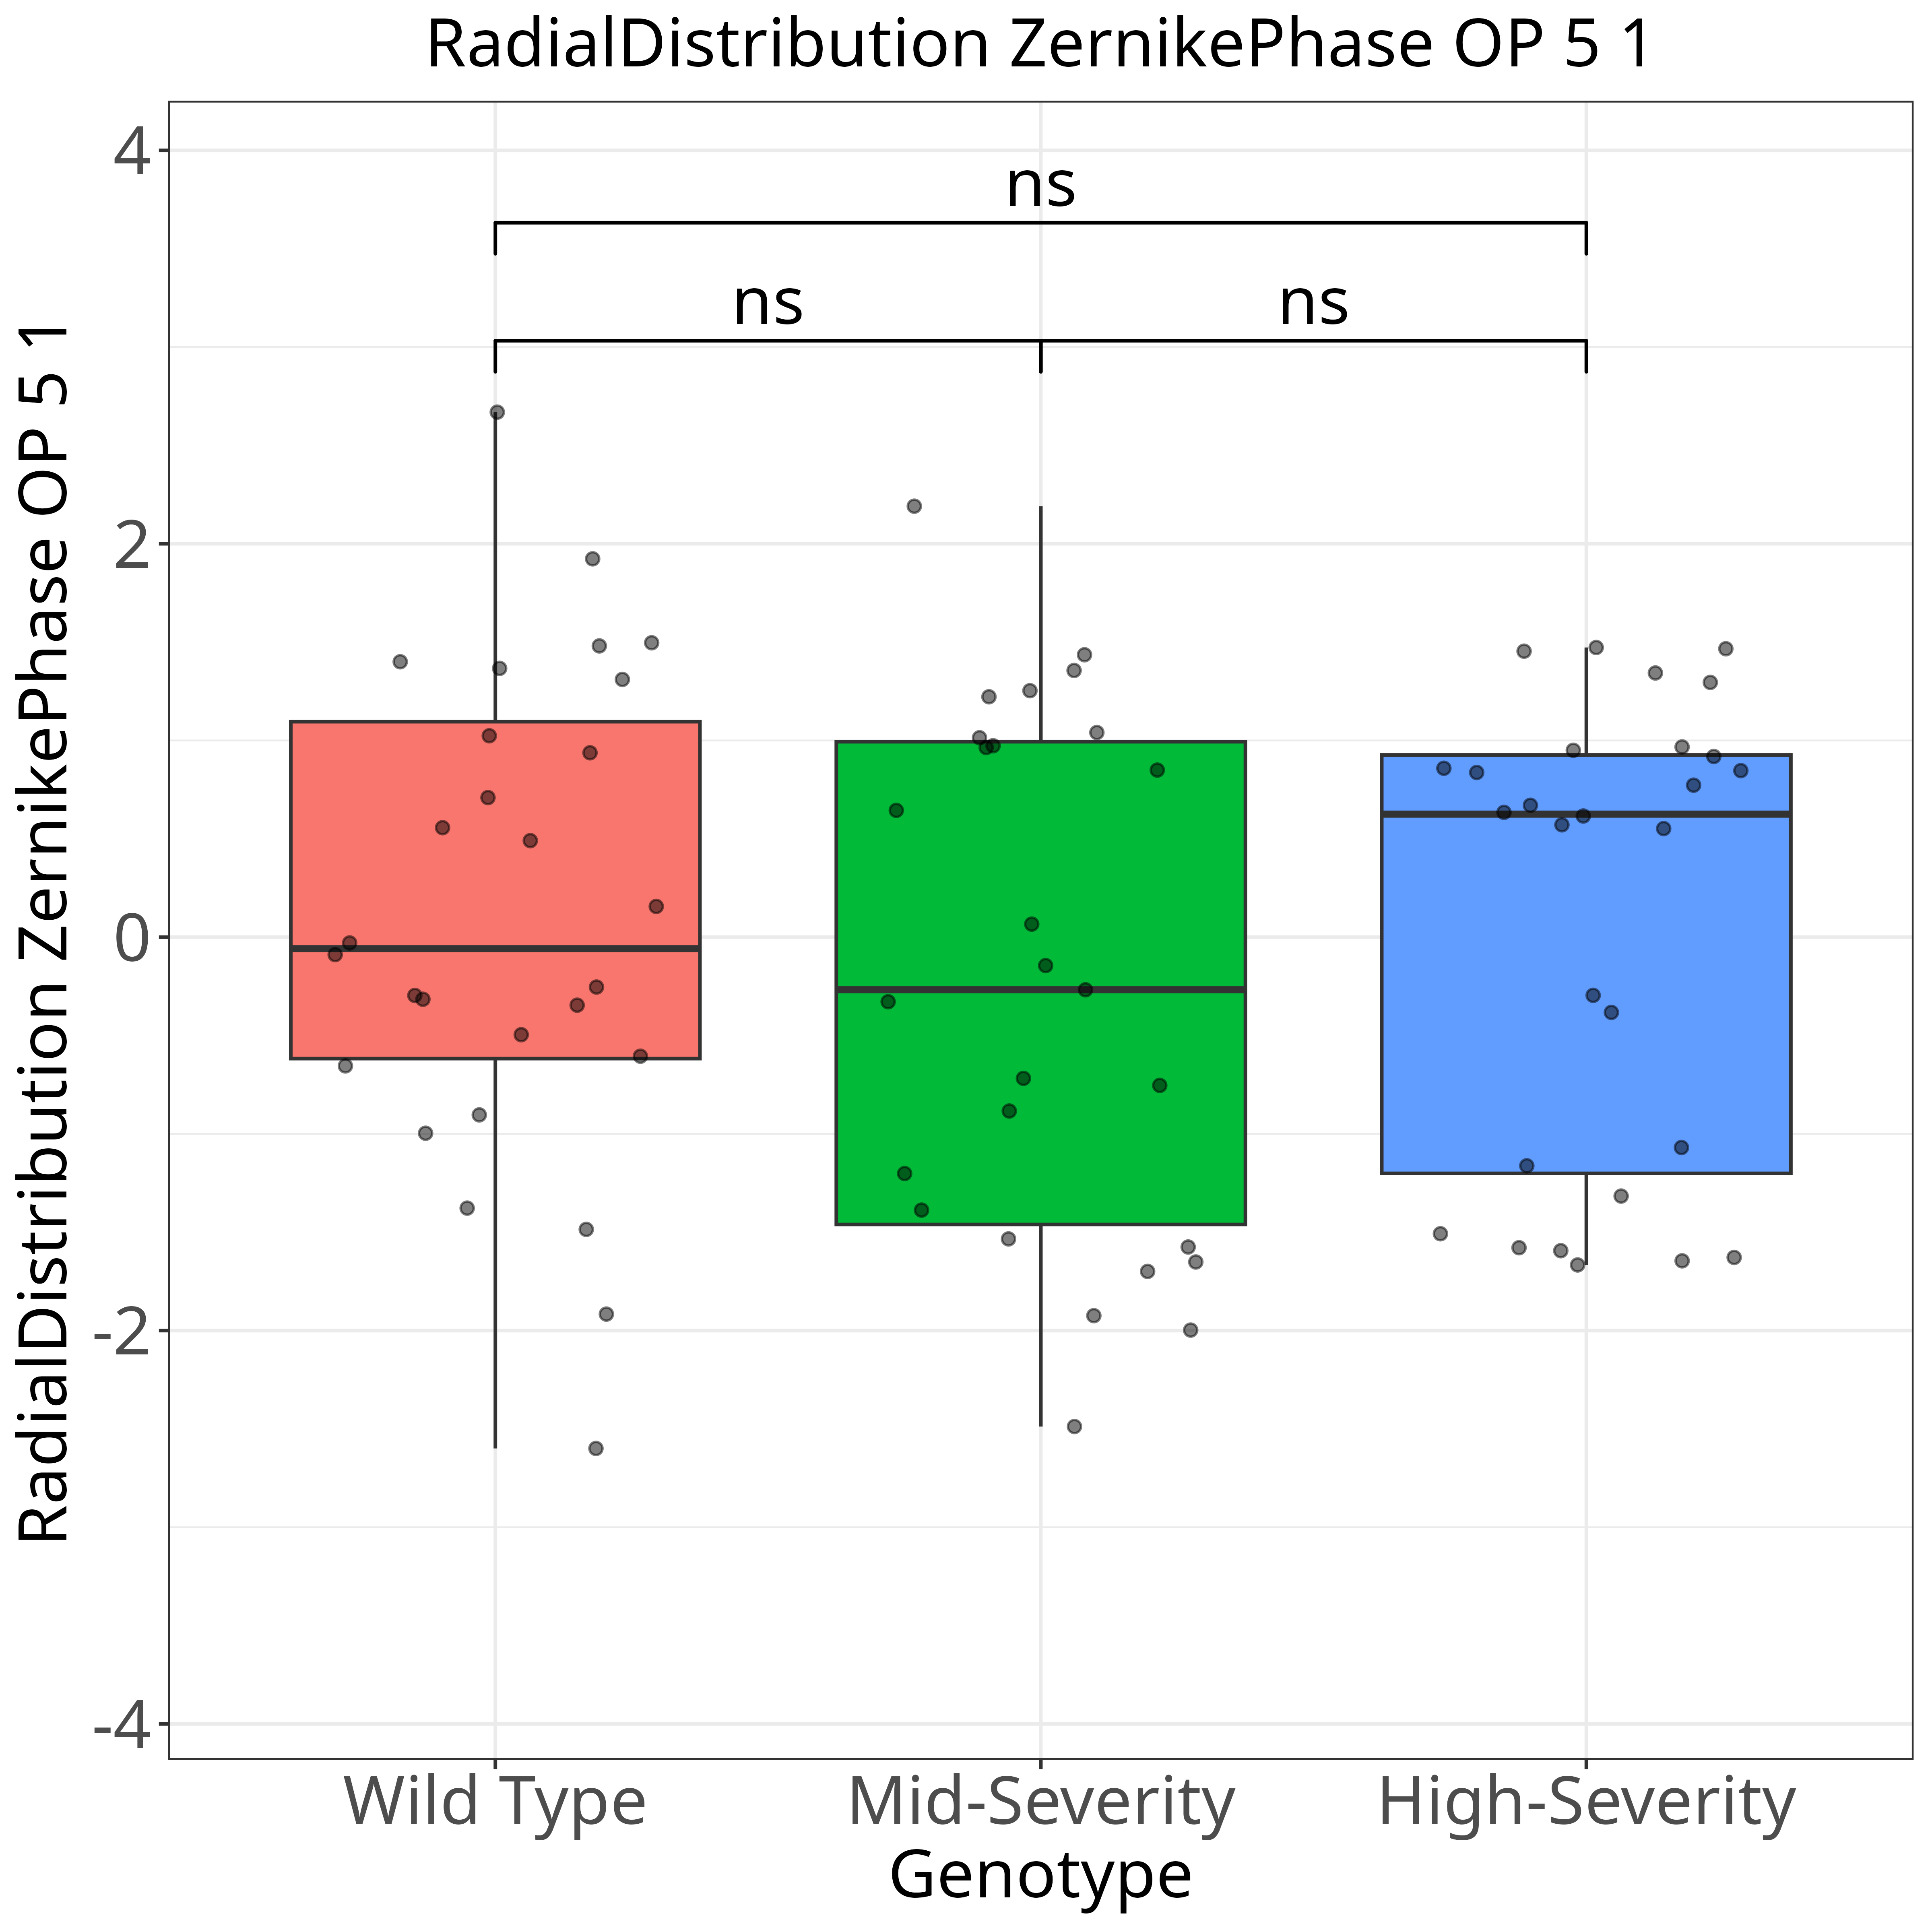 RadialDistribution ZernikePhase OP 5 1
RadialDistribution ZernikePhase OP 5 1
4
2
0
-2
-4
ns
ns
ns
Wild Type
Mid-Severity
High-Severity
Genotype